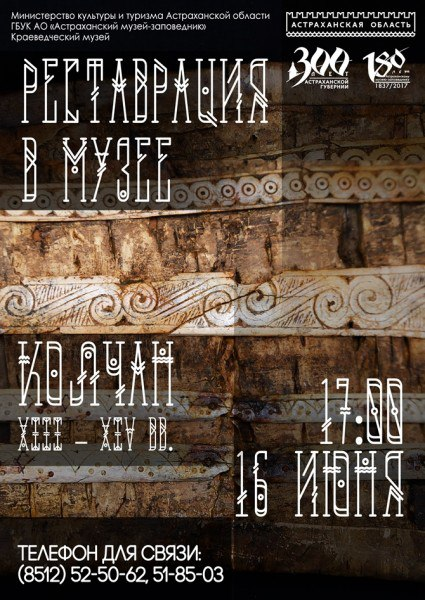 Министерство культуры и туризма Астраханской области
ГБУК АО «Астраханский музей-заповедник»
Краеведческий музей
АСТРАХАНСКАЯ ОБЛАСТЬ
300
ЛЕТ
АСТРАХАНСКОЙ
ГУБЕРНИИ
180
лет
1837/2017
РЕСТАВРАЦИЯ
В МУЗЕЕ
КОЛЧАН
XIII – XIV ВВ.
17:00
16 ИЮНЯ
ТЕЛЕФОН ДЛЯ СВЯЗИ:
(8512) 52-50-62, 51-85-03